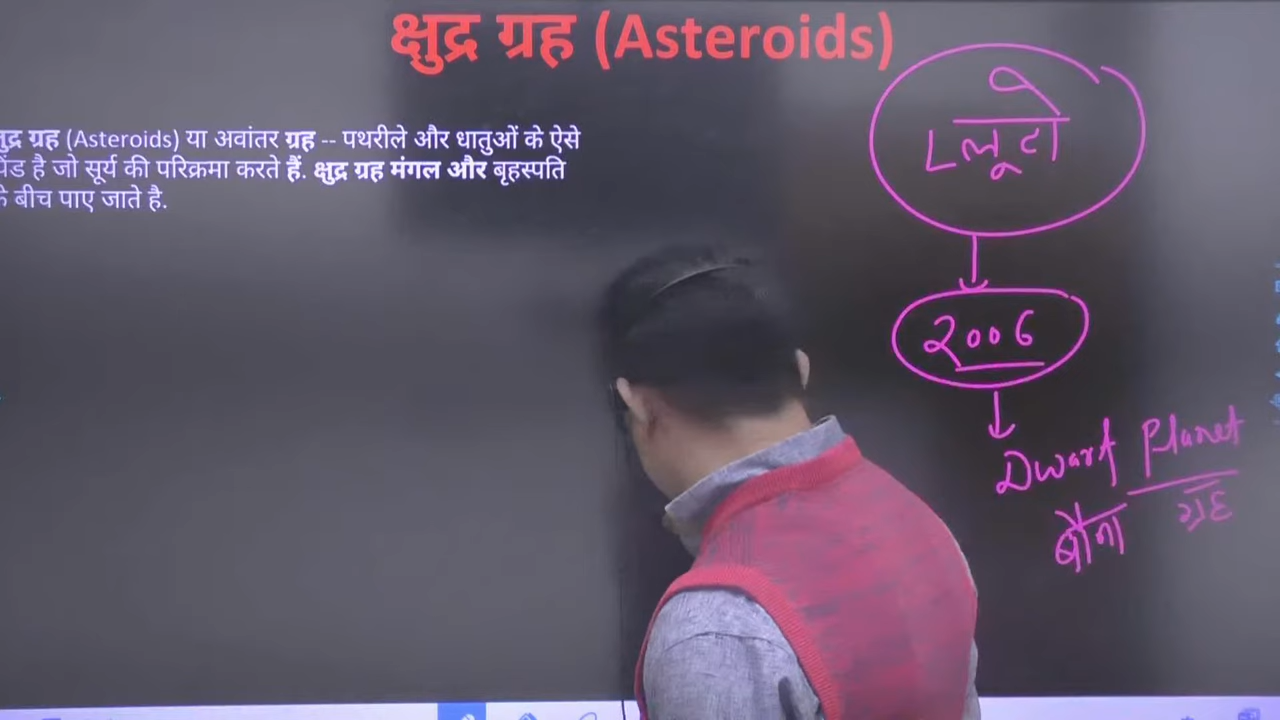 क्षुद्र ग्रह (Asteroids)
क्षुद्र ग्रह (Asteroids) या अवांतर ग्रह -- पथरीले और धातुओं के ऐसे
पिंड है जो सूर्य की परिक्रमा करते हैं. क्षुद्र ग्रह मंगल और बृहस्पति
के बीच पाए जाते है.
प्लूटो
२००६
Dwarf Planet
बौना ग्रह